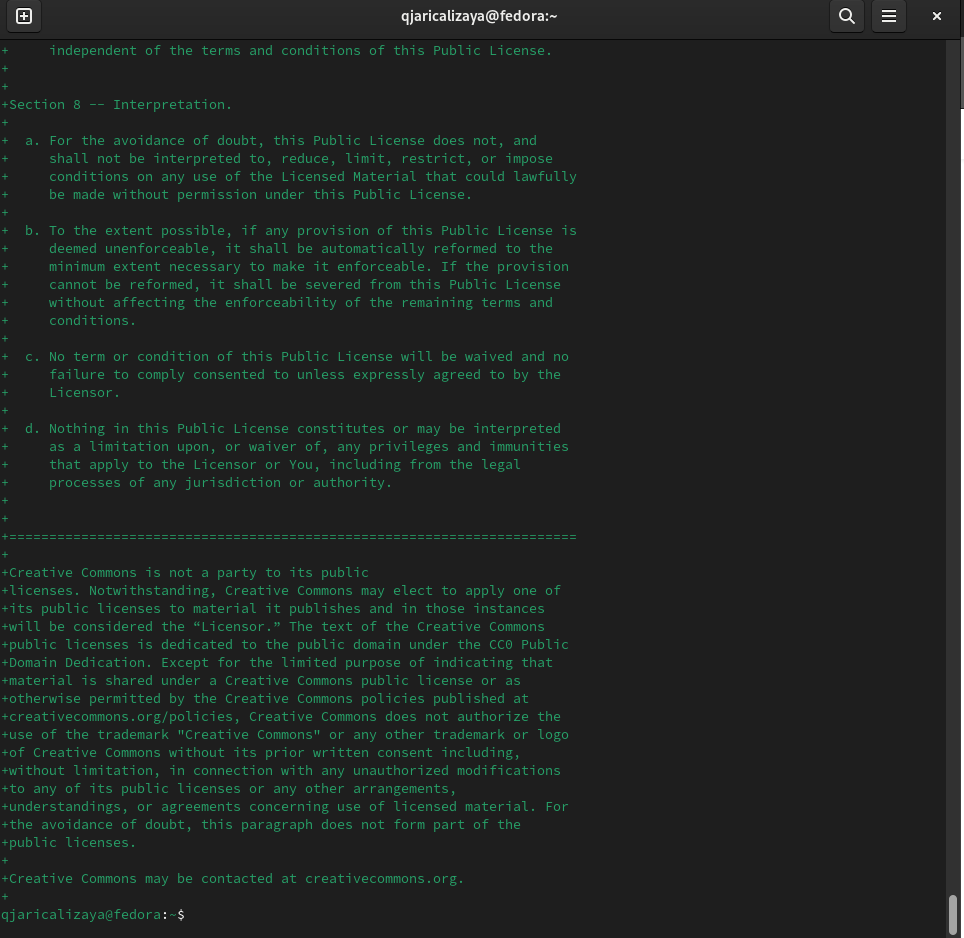 qjaricalizaya@fedora:~
+     independent of the terms and conditions of this Public License.
+
+
+Section 8 -- Interpretation.
+
+  a. For the avoidance of doubt, this Public License does not, and
+     shall not be interpreted to, reduce, limit, restrict, or impose
+     conditions on any use of the Licensed Material that could lawfully
+     be made without permission under this Public License.
+
+  b. To the extent possible, if any provision of this Public License is
+     deemed unenforceable, it shall be automatically reformed to the
+     minimum extent necessary to make it enforceable. If the provision
+     cannot be reformed, it shall be severed from this Public License
+     without affecting the enforceability of the remaining terms and
+     conditions.
+
+  c. No term or condition of this Public License will be waived and no
+     failure to comply consented to unless expressly agreed to by the
+     Licensor.
+
+  d. Nothing in this Public License constitutes or may be interpreted
+     as a limitation upon, or waiver of, any privileges and immunities
+     that apply to the Licensor or You, including from the legal
+     processes of any jurisdiction or authority.
+
+
+=======================================================================
+
+Creative Commons is not a party to its public
+licenses. Notwithstanding, Creative Commons may elect to apply one of
+its public licenses to material it publishes and in those instances
+will be considered the “Licensor.” The text of the Creative Commons
+public licenses is dedicated to the public domain under the CC0 Public
+Domain Dedication. Except for the limited purpose of indicating that
+material is shared under a Creative Commons public license or as
+otherwise permitted by the Creative Commons policies published at
+creativecommons.org/policies, Creative Commons does not authorize the
+use of the trademark "Creative Commons" or any other trademark or logo
+of Creative Commons without its prior written consent including,
+without limitation, in connection with any unauthorized modifications
+to any of its public licenses or any other arrangements,
+understandings, or agreements concerning use of licensed material. For
+the avoidance of doubt, this paragraph does not form part of the
+public licenses.
+
+Creative Commons may be contacted at creativecommons.org.
+
qjaricalizaya@fedora:~$